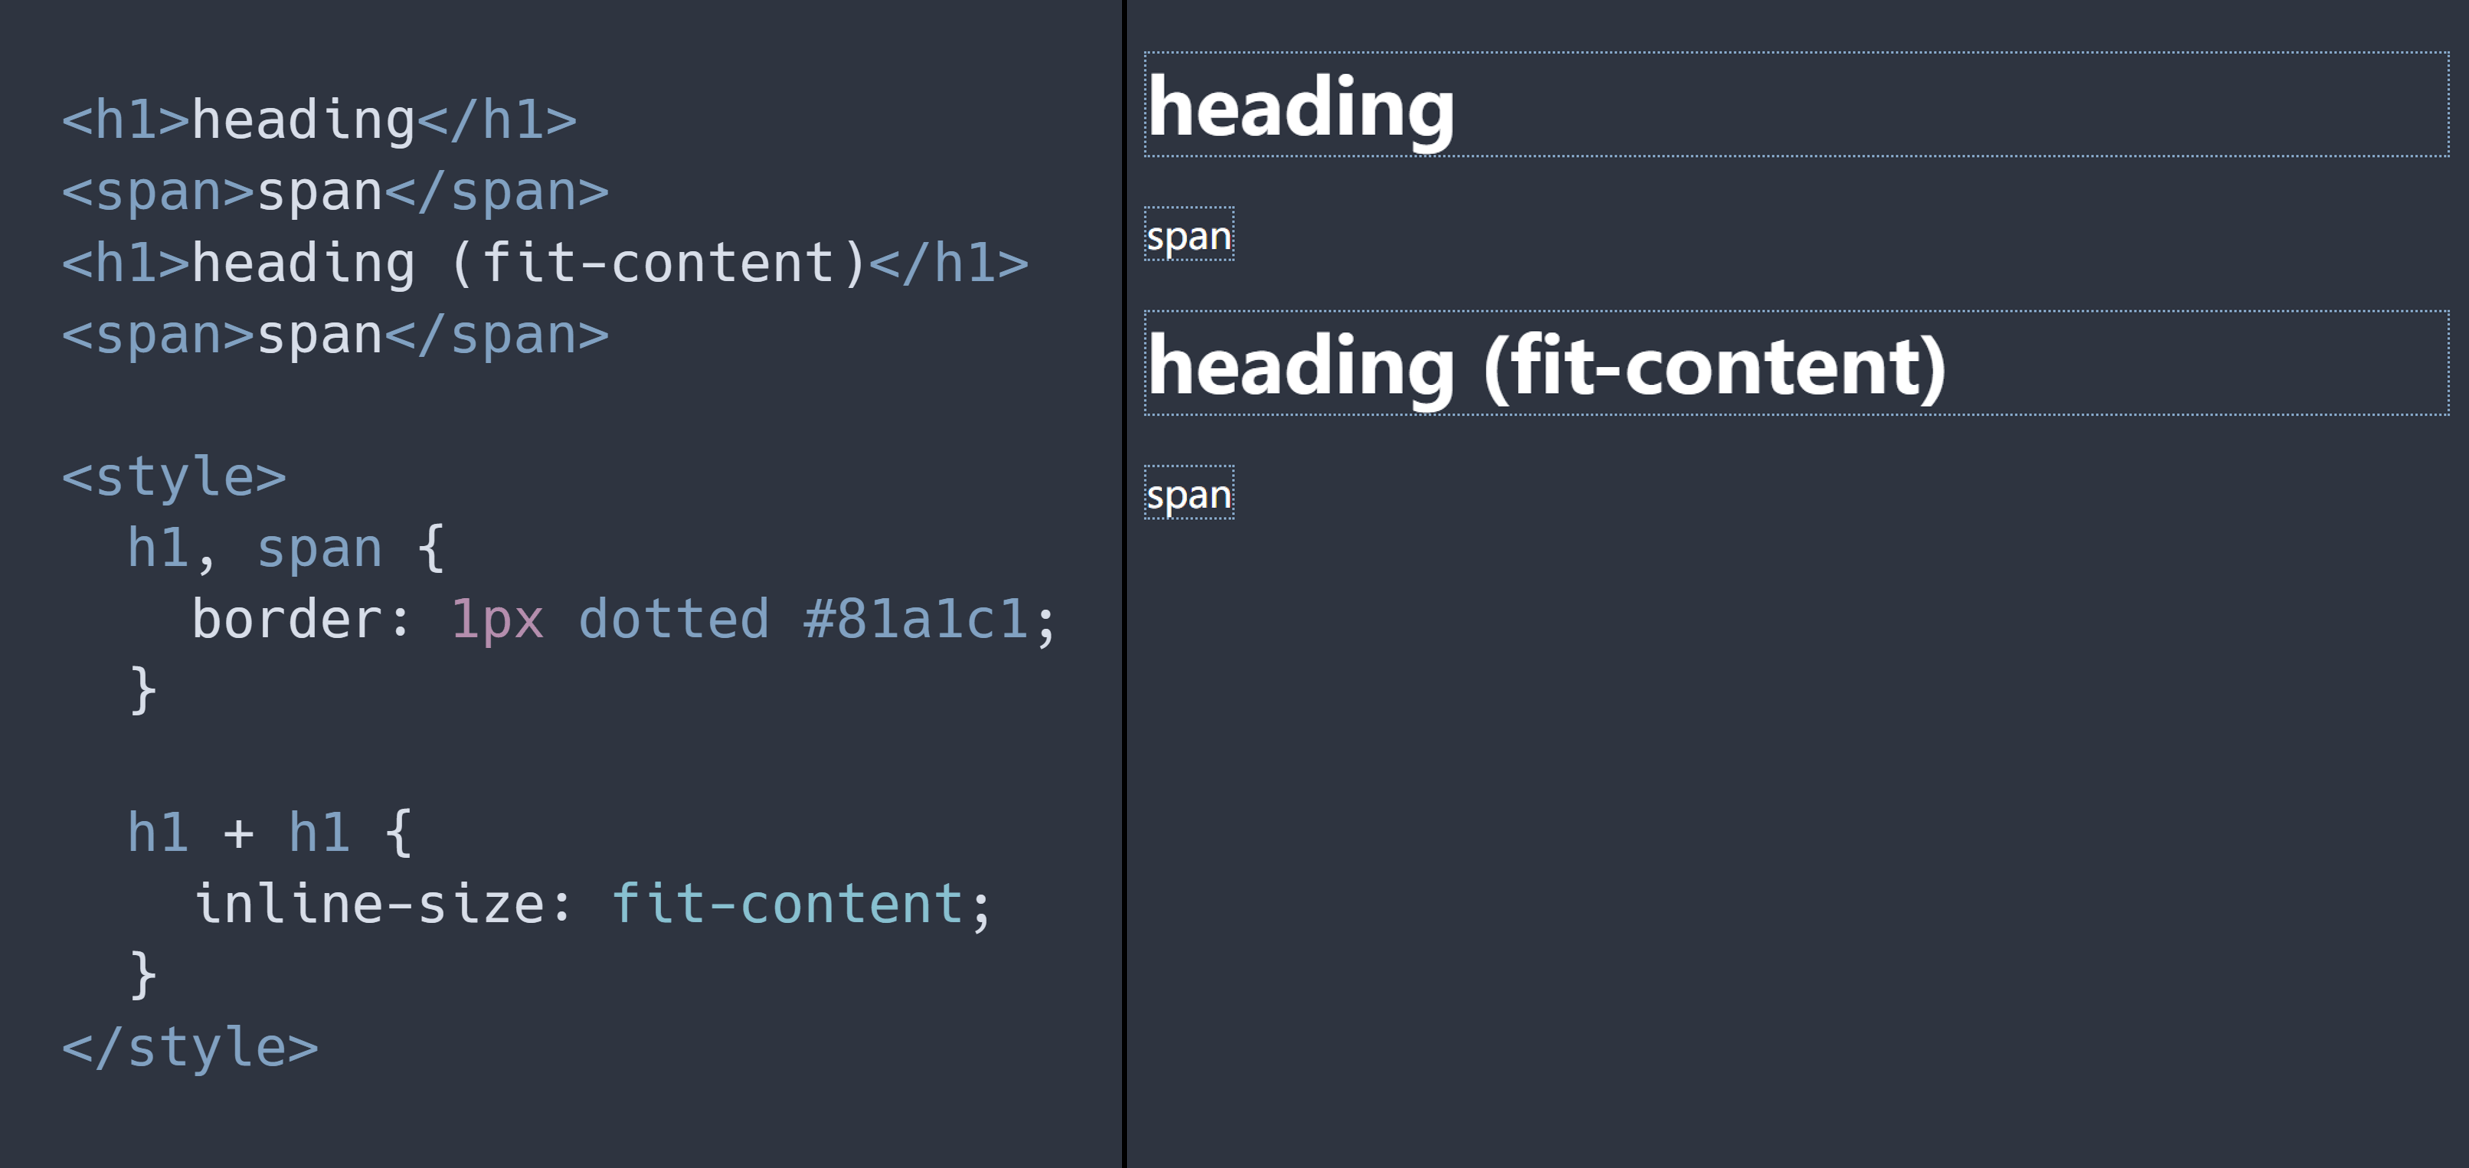 <h1>heading</h1>
<span>span</span>
<h1>heading (fit-content)</h1>
<span>span</span>
<style>
h1, span {
border: 1px dotted #81a1c1;
}
h1 + h1 {
inline-size: fit-content;
}
</style>
heading
span
heading (fit-content)
span